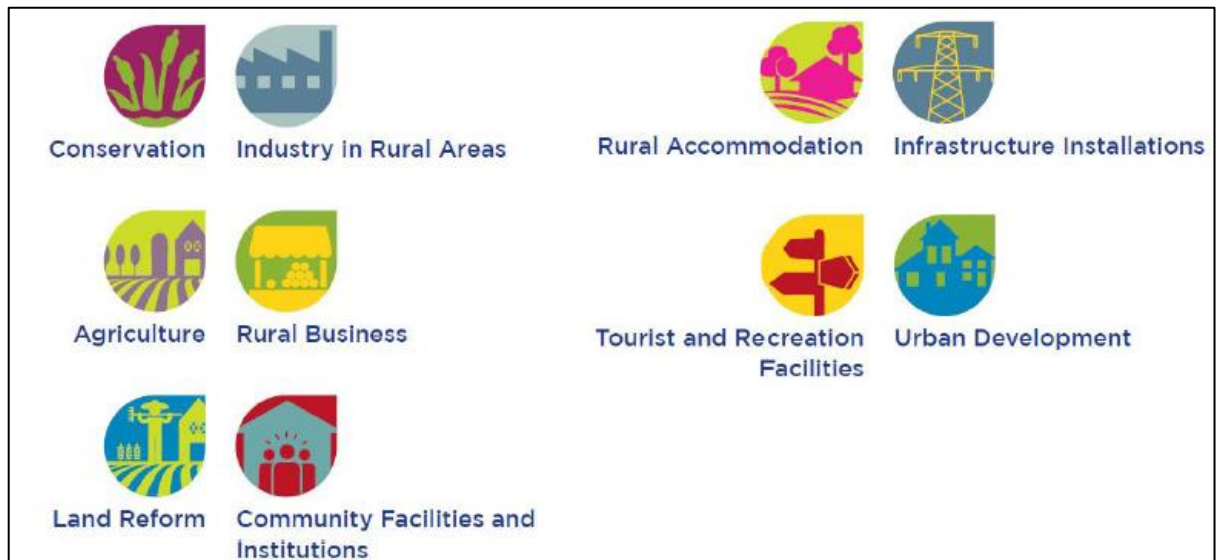 Conservation
Industry in Rural Areas
Rural Accommodation
Infrastructure Installations
Agriculture
Rural Business
Tourist and Recreation
Facilities
Urban Development
Land Reform
Community Facilities and
Institutions